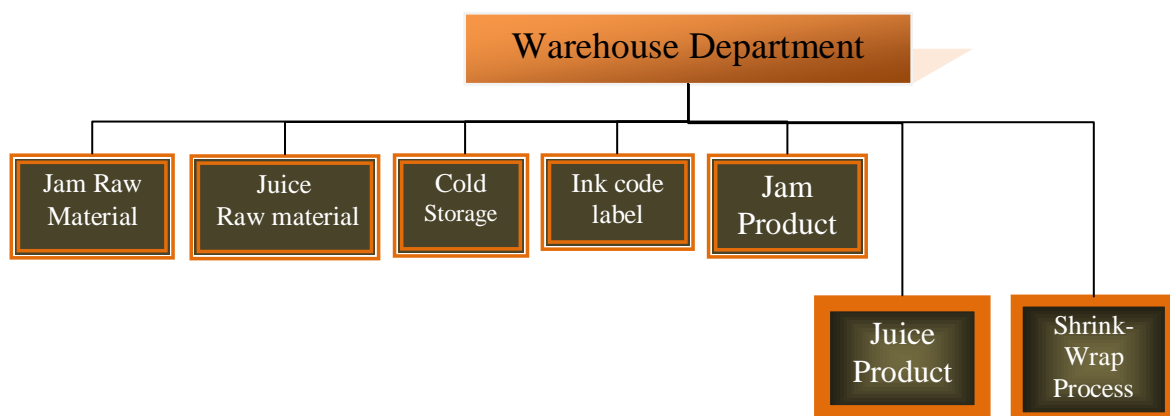 Warehouse Department
Jam Raw
Material
Juice
Raw material
Cold
Storage
Ink code
label
Jam
Product
Juice
Product
Shrink-
Wrap
Process